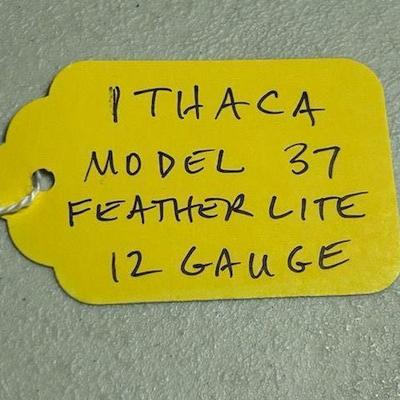 ITHACA
MODEL 37
FEATHER LITE
12 GAUGE